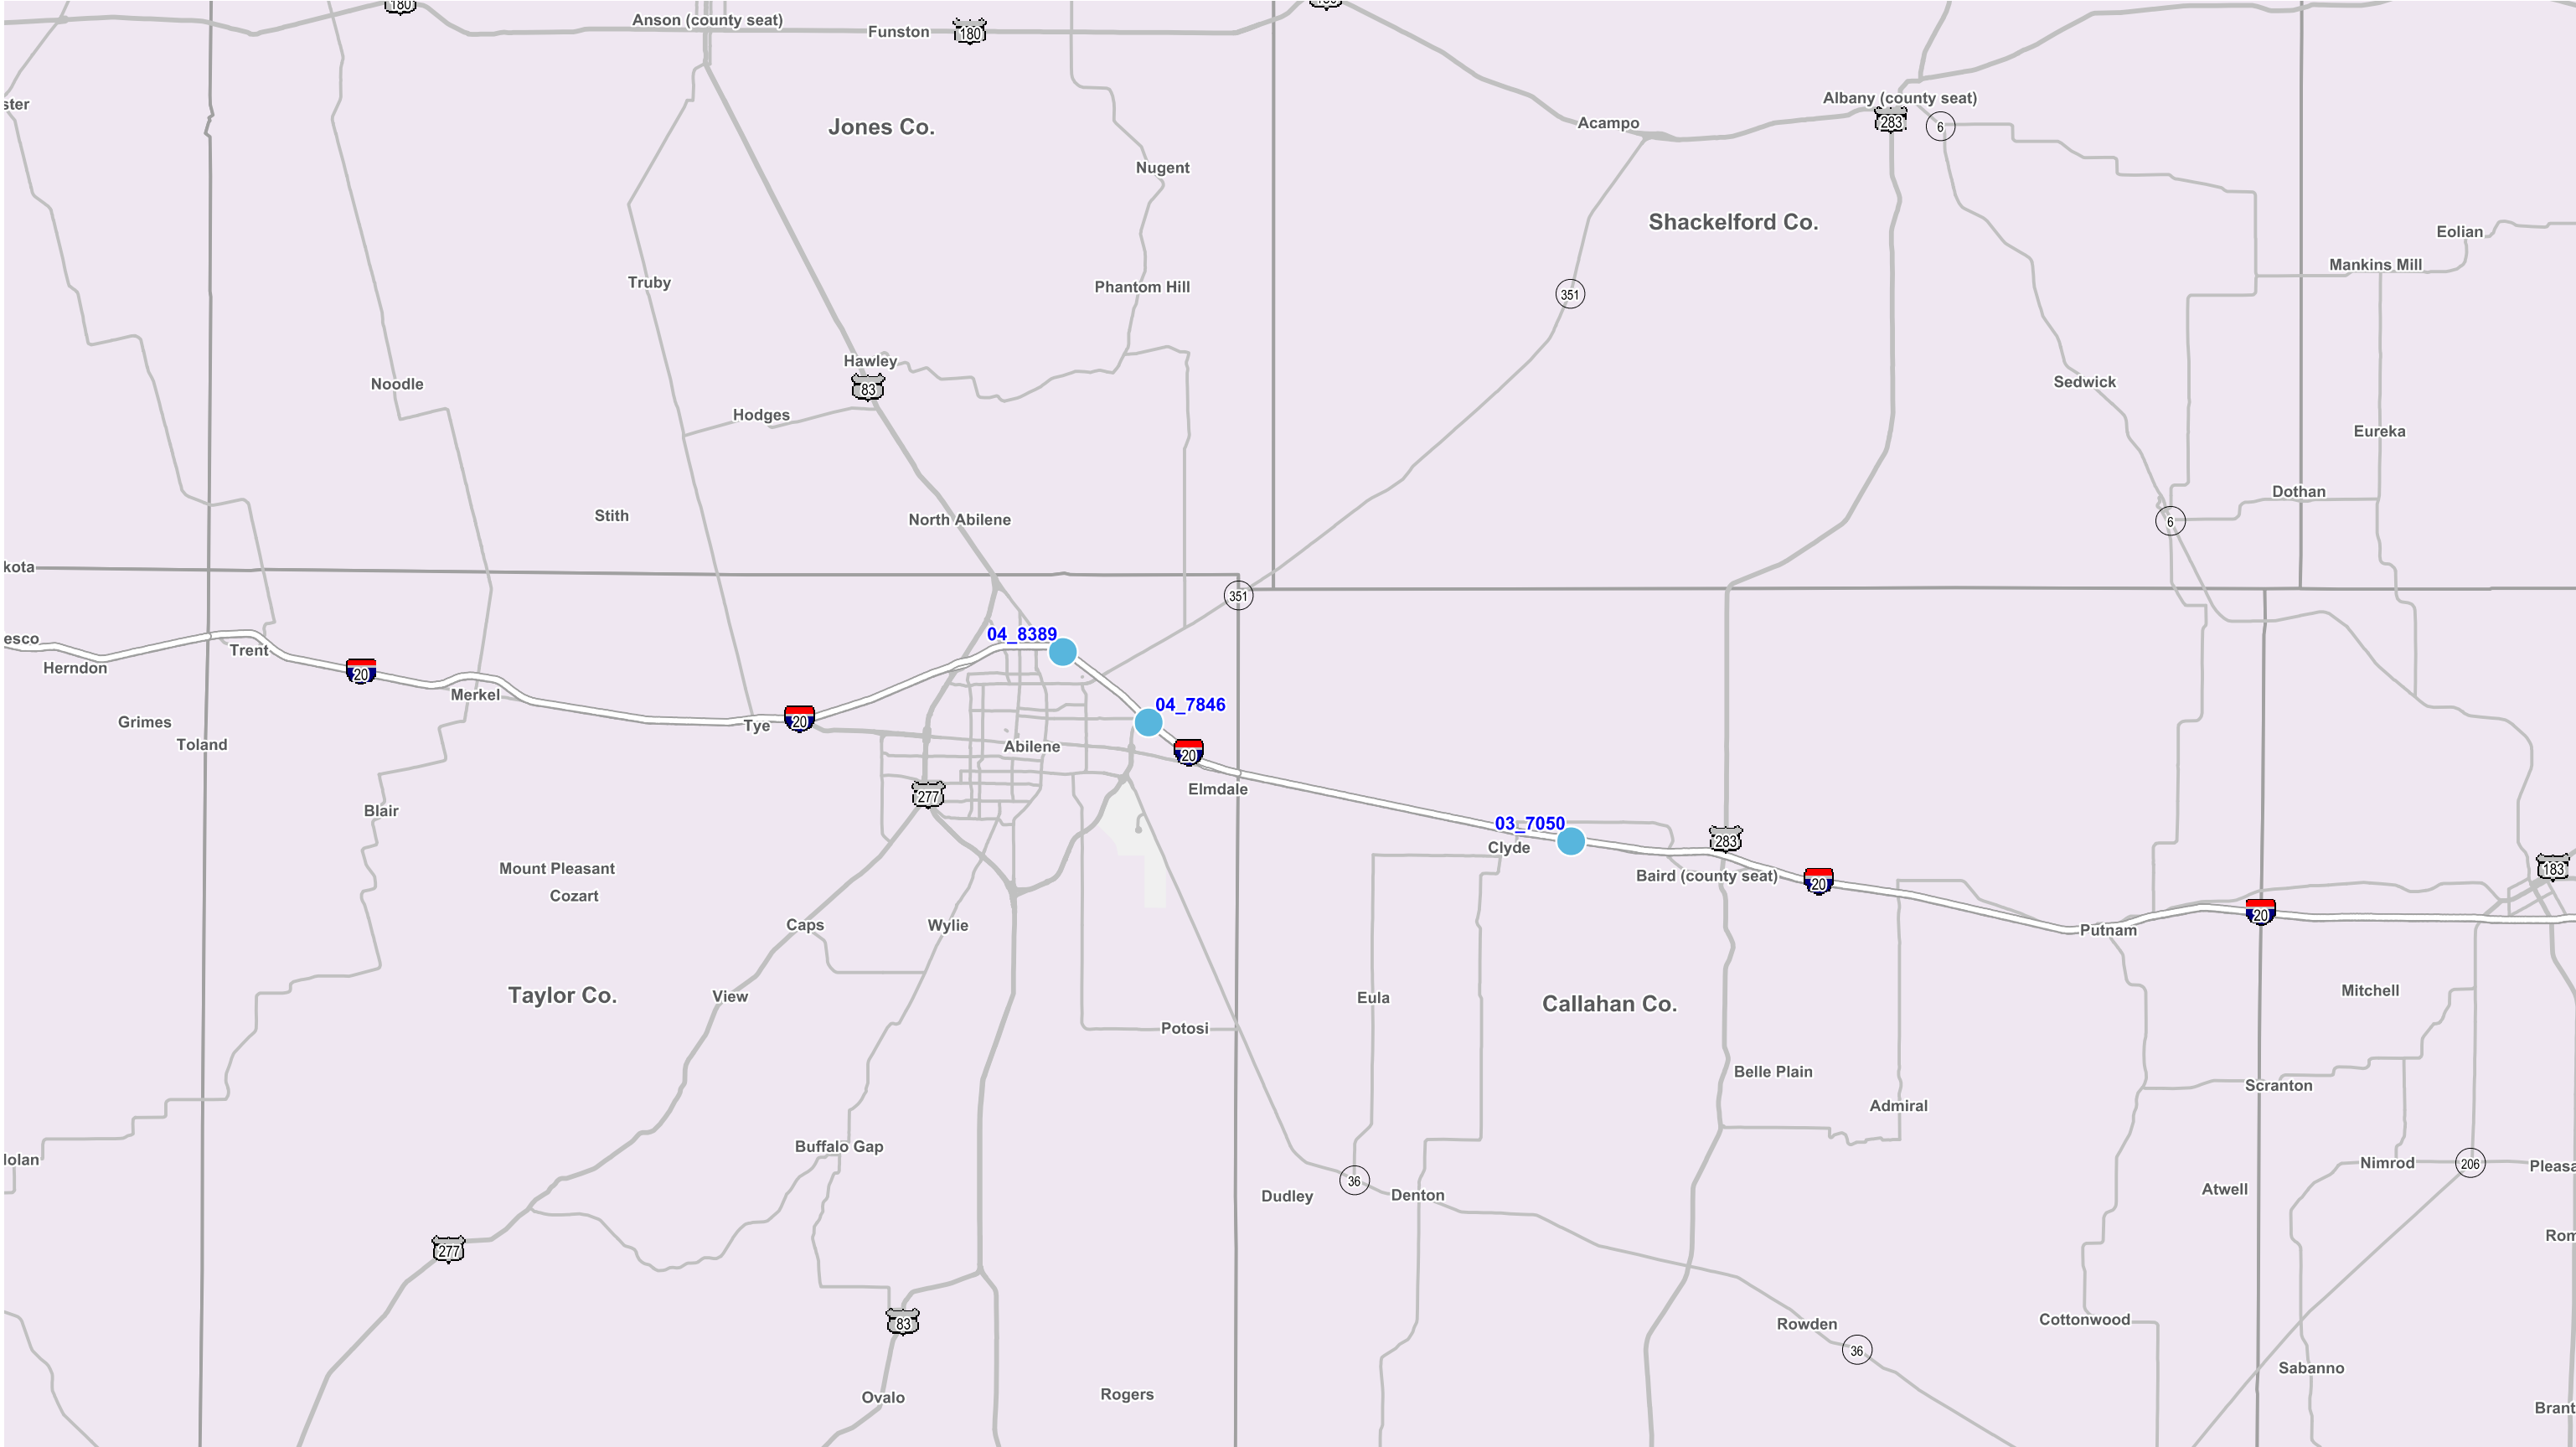 180
Anson (county seat)
Funston
180
ster
Jones Co.
Albany (county seat)
283
6
Acampo
Nugent
Shackelford Co.
Eolian
Mankins Mill
Truby
Phantom Hill
351
Hawley
83
Noodle
Sedwick
Hodges
Eureka
Dothan
Stith
North Abilene
6
kota
351
esco
04_8389
Trent
Herndon
20
Merkel
04_7846
Grimes
Tye
20
Toland
Abilene
20
277
Elmdale
Blair
03_7050
Clyde
283
Mount Pleasant
Baird (county seat)
20
183
Cozart
20
Caps
Wylie
Putnam
Taylor Co.
View
Eula
Callahan Co.
Mitchell
Potosi
Belle Plain
Scranton
Admiral
Buffalo Gap
Nolan
Nimrod
206
Pleasa
36
Dudley
Denton
Atwell
277
Rom
83
Rowden
Cottonwood
36
Sabanno
Ovalo
Rogers
Brant